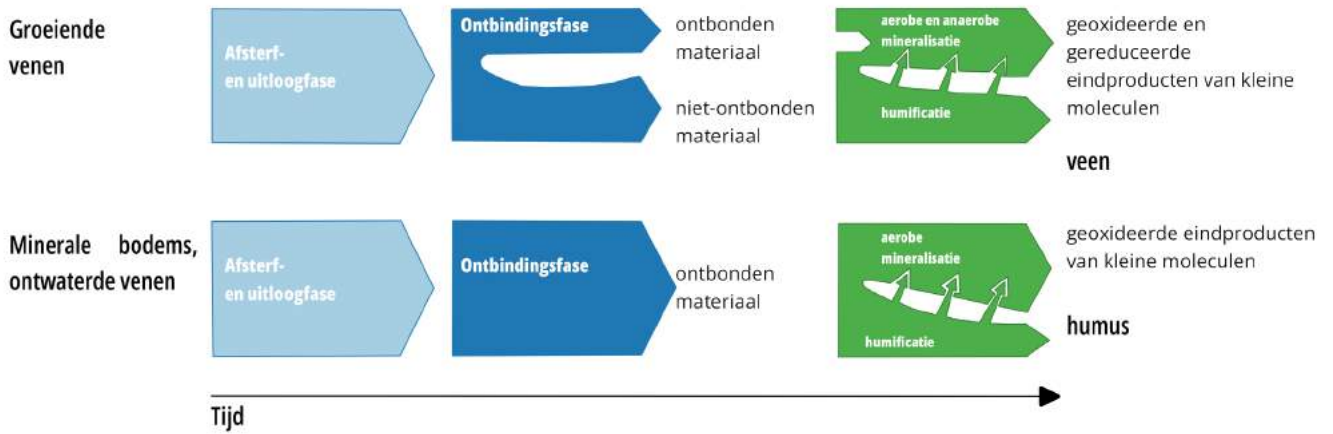 Groeiende
venen
Afsterf-
en uitloogfase
Ontbindingsfase
ontbonden
materiaal
niet-ontbonden
materiaal
aerobe en anaerobe
mineralisatie
humificatie
geoxideerde en
gereduceerde
eindproducten van kleine
moleculen
veen
Minerale bodems,
ontwaterde venen
Afsterf-
en uitloogfase
Ontbindingsfase
ontbonden
materiaal
aerobe
mineralisatie
humificatie
geoxideerde eindproducten
van kleine moleculen
humus
Tijd